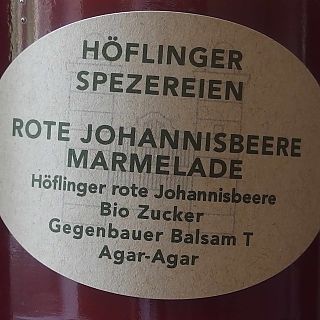 HÖFLINGER
SPEZEREIEN
ROTE JOHANNISBEERE
MARMELADE
Höflinger rote Johannisbeere
Bio Zucker
Gegenbauer Balsam T
Agar-Agar